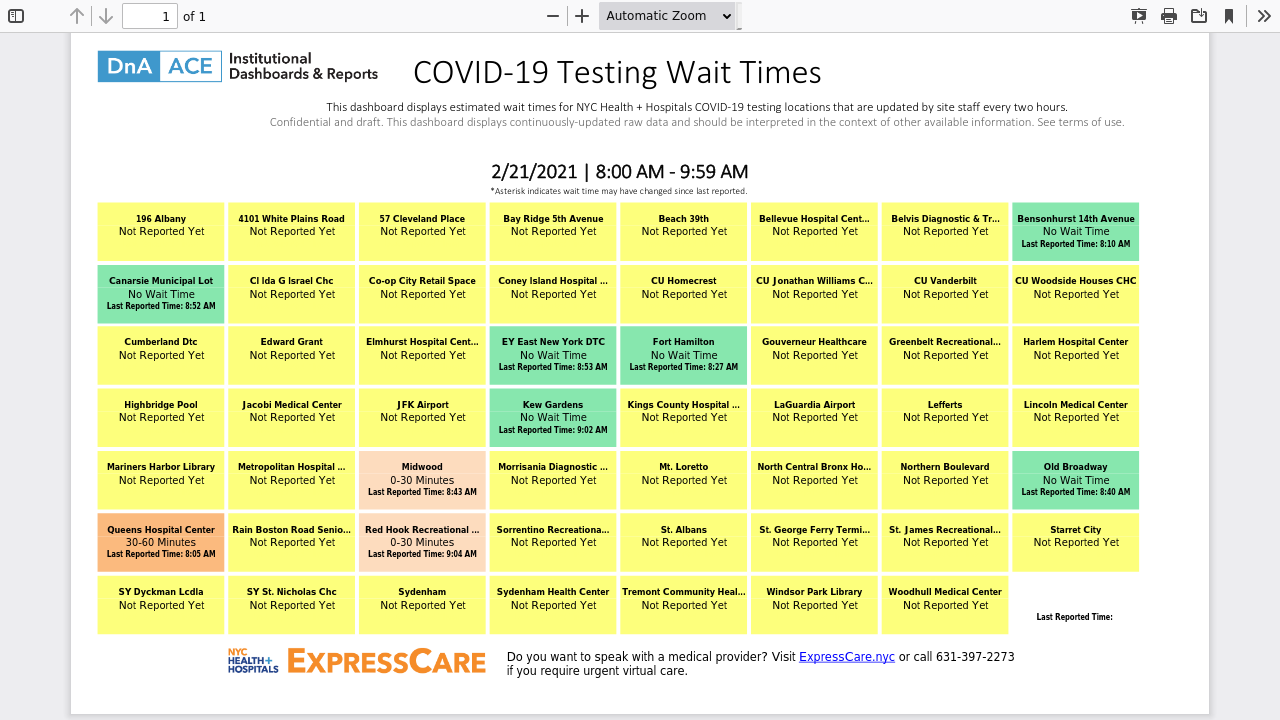 1 of 1 Automatic Zoom
DnA ACE Institutional
Dashboards & Reports
COVID-19 Testing Wait Times
This dashboard displays estimated wait times for NYC Health + Hospitals COVID-19 testing locations that are updated by site staff every two hours.
Confidential and draft. This dashboard displays continuously-updated raw data and should be interpreted in the context of other available information. See terms of use.
2/21/2021 | 8:00 AM - 9:59 AM
*Asterisk indicates wait time may have changed since last reported.
196 Albany
Not Reported Yet
4101 White Plains Road
Not Reported Yet
57 Cleveland Place
Not Reported Yet
Bay Ridge 5th Avenue
Not Reported Yet
Beach 39th
Not Reported Yet
Bellevue Hospital Cent...
Not Reported Yet
Belvis Diagnostic & Tr...
Not Reported Yet
Bensonhurst 14th Avenue
No Wait Time
Last Reported Time: 8:10 AM
Canarsie Municipal Lot
No Wait Time
Last Reported Time: 8:52 AM
Cl Ida G Israel Chc
Not Reported Yet
Co-op City Retail Space
Not Reported Yet
Coney Island Hospital ...
Not Reported Yet
CU Homecrest
Not Reported Yet
CU Jonathan Williams C...
Not Reported Yet
CU Vanderbilt
Not Reported Yet
CU Woodside Houses CHC
Not Reported Yet
Cumberland Dtc
Not Reported Yet
Edward Grant
Not Reported Yet
Elmhurst Hospital Cent...
Not Reported Yet
EY East New York DTC
No Wait Time
Last Reported Time: 8:53 AM
Fort Hamilton
No Wait Time
Last Reported Time: 8:27 AM
Gouverneur Healthcare
Not Reported Yet
Greenbelt Recreational...
Not Reported Yet
Harlem Hospital Center
Not Reported Yet
Highbridge Pool
Not Reported Yet
Jacobi Medical Center
Not Reported Yet
JFK Airport
Not Reported Yet
Kew Gardens
No Wait Time
Last Reported Time: 9:02 AM
Kings County Hospital ...
Not Reported Yet
LaGuardia Airport
Not Reported Yet
Lefferts
Not Reported Yet
Lincoln Medical Center
Not Reported Yet
Mariners Harbor Library
Not Reported Yet
Metropolitan Hospital ...
Not Reported Yet
Midwood
0-30 Minutes
Last Reported Time: 8:43 AM
Morrisania Diagnostic ...
Not Reported Yet
Mt. Loretto
Not Reported Yet
North Central Bronx Ho...
Not Reported Yet
Northern Boulevard
Not Reported Yet
Old Broadway
No Wait Time
Last Reported Time: 8:40 AM
Queens Hospital Center
30-60 Minutes
Last Reported Time: 8:05 AM
Rain Boston Road Senio...
Not Reported Yet
Red Hook Recreational ...
0-30 Minutes
Last Reported Time: 9:04 AM
Sorrentino Recreationa...
Not Reported Yet
St. Albans
Not Reported Yet
St. George Ferry Termi...
Not Reported Yet
St. James Recreational...
Not Reported Yet
Starret City
Not Reported Yet
SY Dyckman Lcdla
Not Reported Yet
SY St. Nicholas Chc
Not Reported Yet
Sydenham
Not Reported Yet
Sydenham Health Center
Not Reported Yet
Tremont Community Heal...
Not Reported Yet
Windsor Park Library
Not Reported Yet
Woodhull Medical Center
Not Reported Yet
Last Reported Time:
NYC
HEALTH+
HOSPITALS
EXPRESSCARE
Do you want to speak with a medical provider? Visit ExpressCare.nyc or call 631-397-2273
if you require urgent virtual care.